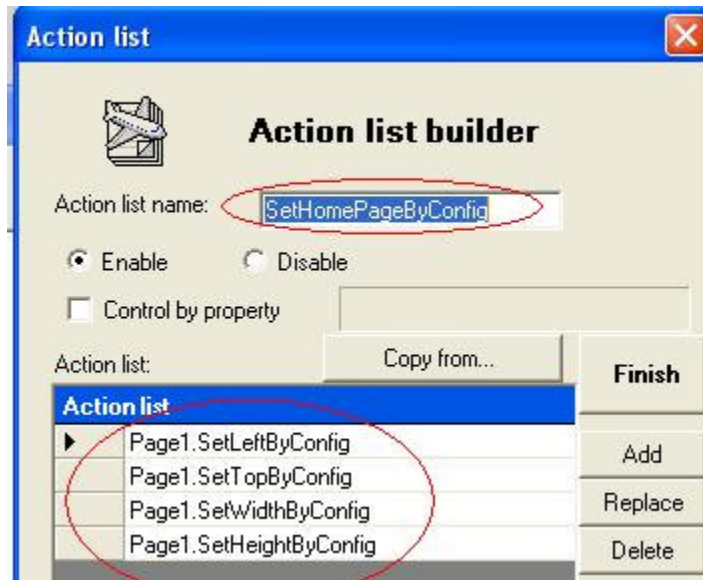 Action list
Action list builder
Action list name: SetHomePageByConfig
Enable Disable
Control by property
Action list: Copy from...
Finish
Action list
Page1.SetLeftByConfig
Add
Page1.SetTopByConfig
Page1.SetWidthByConfig
Replace
Page1.SetHeightByConfig
Delete